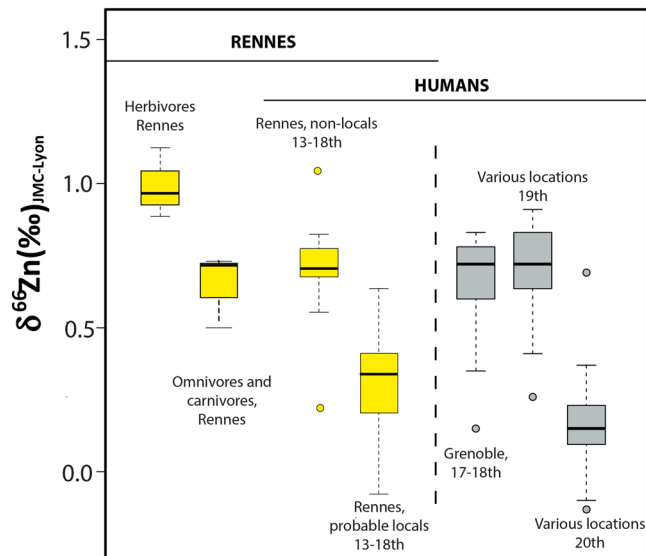 RENNES
HUMANS
Herbivores
Rennes
Rennes, non-locals
13-18th
Various locations
19th
Omnivores and
carnivores,
Rennes
Rennes,
probable locals
13-18th
Grenoble,
17-18th
Various locations
20th
δ⁶⁶Zn(‰)JMC-Lyon
1.5
1.0
0.5
0.0